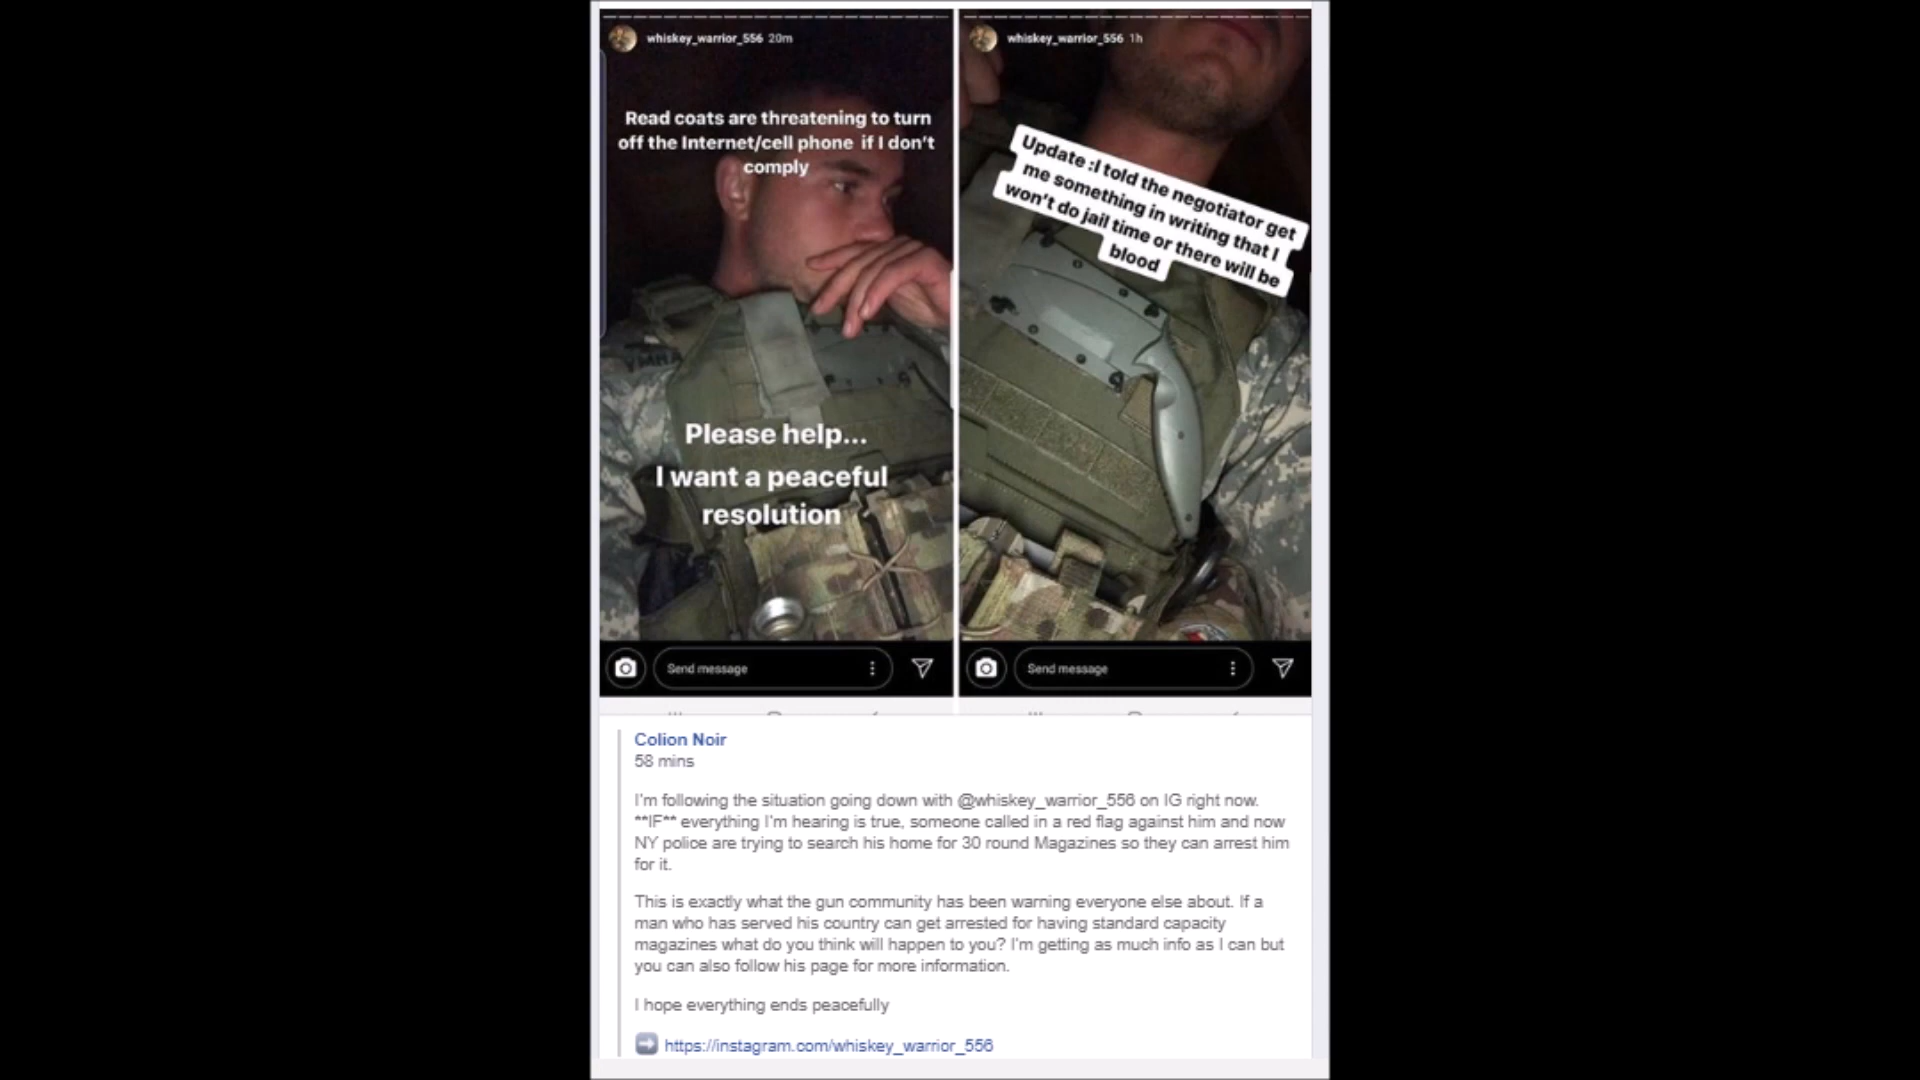 whiskey_warrior_556 20m
Read coats are threatening to turn
off the Internet/cell phone if I don't
comply
Please help...
I want a peaceful
resolution
Send message
whiskey_warrior_556 1h
Update :I told the negotiator get
me something in writing that I
won't do jail time or there will be
blood
Send message
Colion Noir
58 mins
I'm following the situation going down with @whiskey_warrior_556 on IG right now.
**IF** everything I'm hearing is true, someone called in a red flag against him and now
NY police are trying to search his home for 30 round Magazines so they can arrest him
for it.
This is exactly what the gun community has been warning everyone else about. If a
man who has served his country can get arrested for having standard capacity
magazines what do you think will happen to you? I'm getting as much info as I can but
you can also follow his page for more information.
I hope everything ends peacefully
https://instagram.com/whiskey_warrior_556